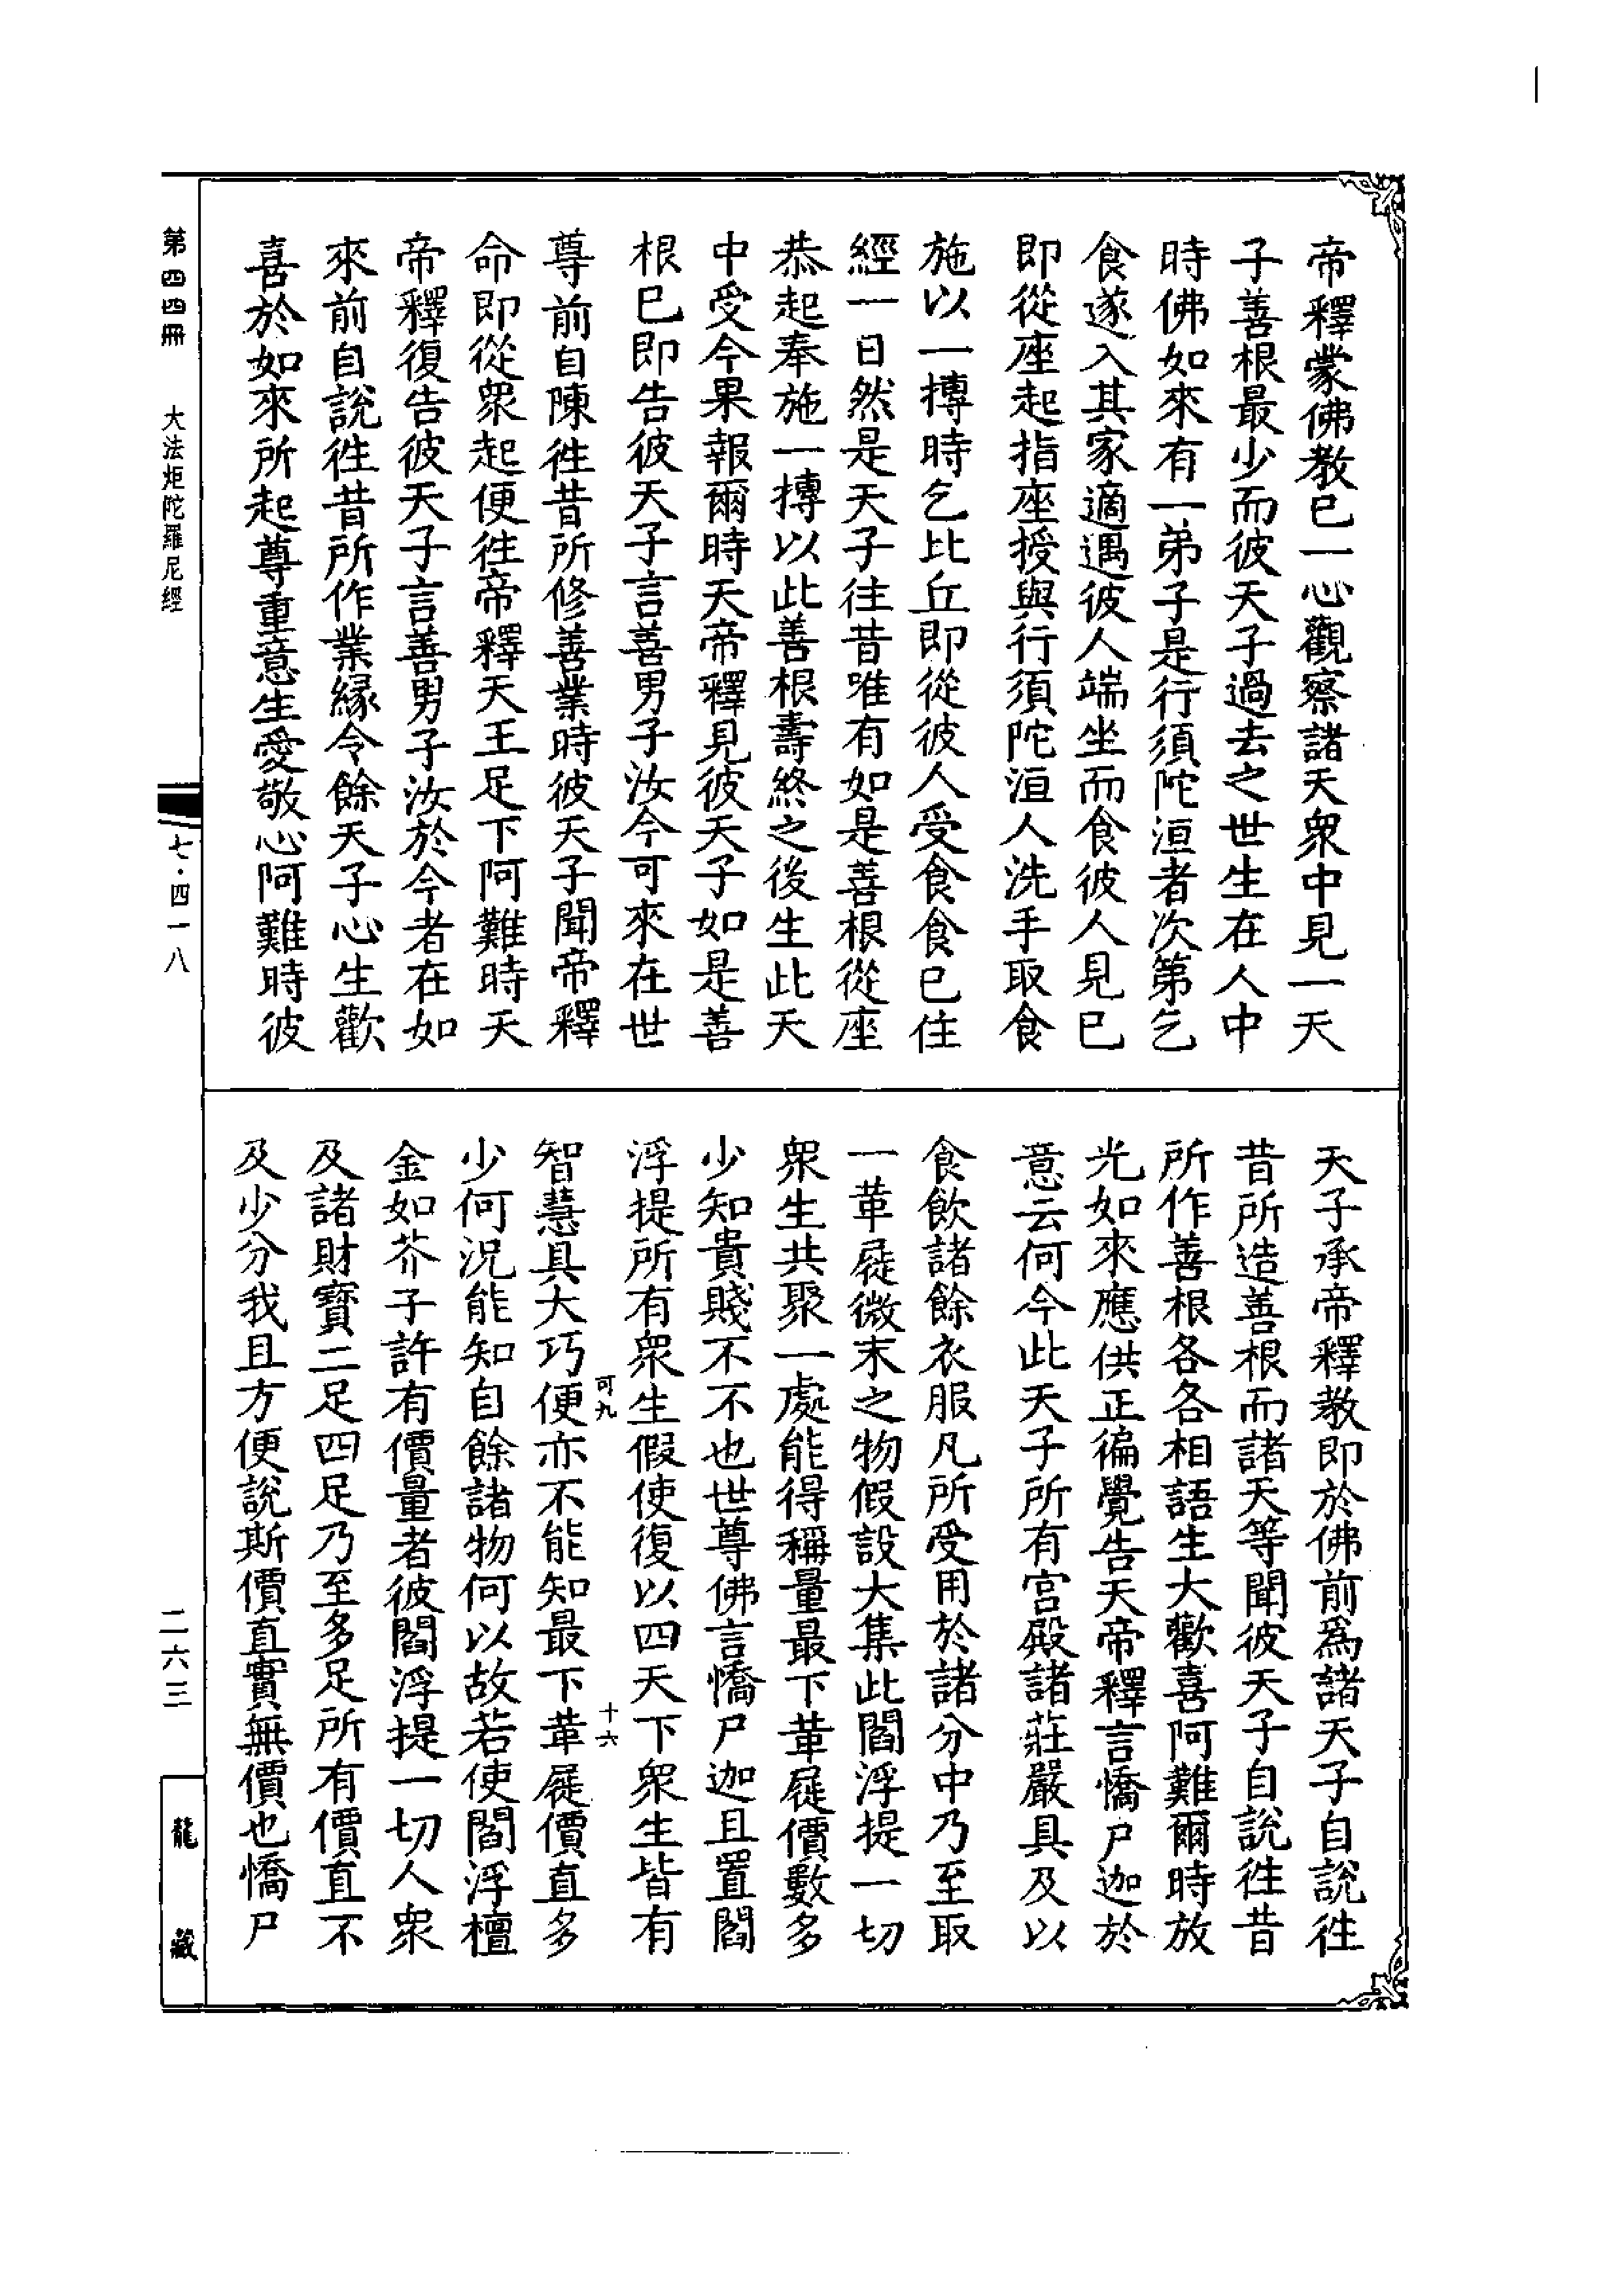 帝釋蒙佛教已一心觀察諸天衆中見一天
子善根最少而彼天子過去之世生在人中
時佛如來有一弟子是行須陀洹者次第乞
食遂入其家適遇彼人端坐而食彼人見已
即從座起指座授與行須陀洹人洗手取食
施以一摶時乞比丘即從彼人受食食已住
經一日然是天子往昔唯有如是善根從座
恭起奉施一摶以此善根壽終之後生此天
中受今果報爾時天帝釋見彼天子如是善
根已即告彼天子言善男子汝今可來在世
尊前自陳徃昔所修善業時彼天子聞帝釋
命即從衆起便徃帝釋天王足下阿難時天
帝釋復告彼天子言善男子汝於今者在如
來前自說徃昔所作業緣令餘天子心生歡
喜於如來所起尊重意生愛敬心阿難時彼
天子承帝釋教即於佛前爲諸天子自說徃
昔所造善根而諸天等聞彼天子自說徃昔
所作善根各各相語生大歡喜阿難爾時放
光如來應供正徧覺告天帝釋言憍尸迦於
意云何今此天子所有宮殿諸莊嚴具及以
食飲諸餘衣服凡所受用於諸分中乃至取
一革屣微末之物假設大集此閻浮提一切
衆生共聚一處能得稱量最下革屣價數多
少知貴賤不不也世尊佛言憍尸迦且置閻
浮提所有衆生假使復以四天下衆生皆有
可九
十六
智慧具大巧便亦不能知最下革屣價直多
少何況能知自餘諸物何以故若使閻浮檀
金如芥子許有價量者彼閻浮提一切人衆
及諸財寶二足四足乃至多足所有價直不
及少分我且方便說斯價直實無價也憍尸
第四四冊
大法炬陀羅尼經
七·四一八
二六三
龍藏